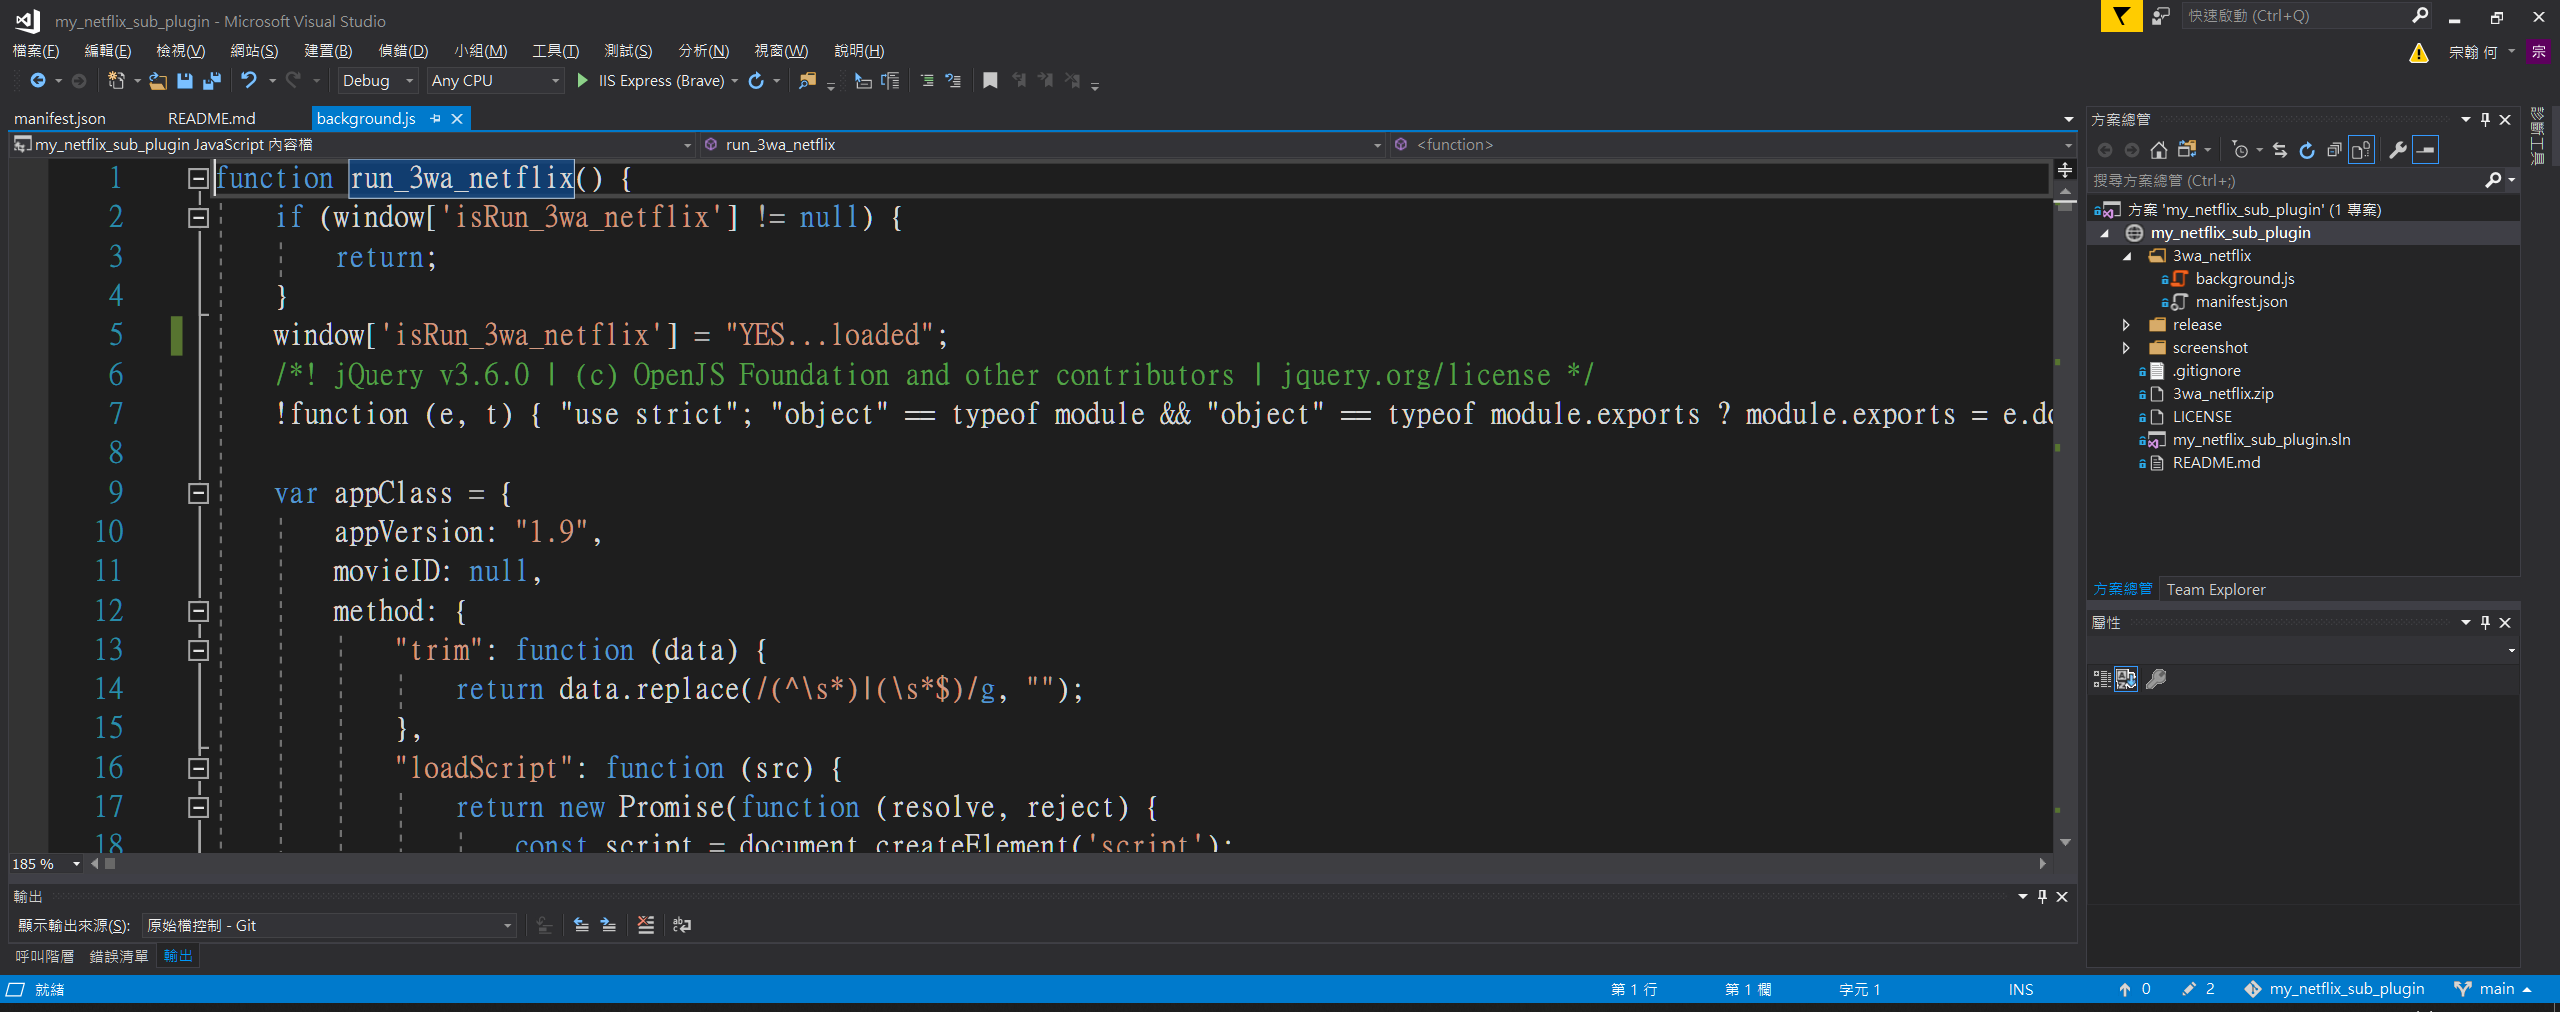 my_netflix_sub_plugin - Microsoft Visual Studio
快速啟動 (Ctrl+Q)
檔案(F) 編輯(E) 檢視(V) 網站(S) 建置(B) 偵錯(D) 小組(M) 工具(T) 測試(S) 分析(N) 視窗(W) 說明(H)
宗翰 何 宗
Debug Any CPU IIS Express (Brave)
manifest.json README.md background.js
my_netflix_sub_plugin JavaScript 內容檔 run_3wa_netflix <function>
1 function run_3wa_netflix() {
2 if (window['isRun_3wa_netflix'] != null) {
3 return;
4 }
5 window['isRun_3wa_netflix'] = "YES...loaded";
6 /*! jQuery v3.6.0 | (c) OpenJS Foundation and other contributors | jquery.org/license */
7 !function (e, t) { "use strict"; "object" == typeof module && "object" == typeof module.exports ? module.exports = e.do
8
9 var appClass = {
10 appVersion: "1.9",
11 movieID: null,
12 method: {
13 "trim": function (data) {
14 return data.replace(/(^\s*)|(\s*$)/g, "");
15 },
16 "loadScript": function (src) {
17 return new Promise(function (resolve, reject) {
18 const script = document.createElement('script');
185 %
輸出
顯示輸出來源(S): 原始檔控制 - Git
呼叫階層 錯誤清單 輸出
方案總管
搜尋方案總管 (Ctrl+;)
方案 'my_netflix_sub_plugin' (1 專案)
my_netflix_sub_plugin
3wa_netflix
background.js
manifest.json
release
screenshot
.gitignore
3wa_netflix.zip
LICENSE
my_netflix_sub_plugin.sln
README.md
方案總管 Team Explorer
屬性
診斷工具
就緒 第 1 行 第 1 欄 字元 1 INS 0 2 my_netflix_sub_plugin main